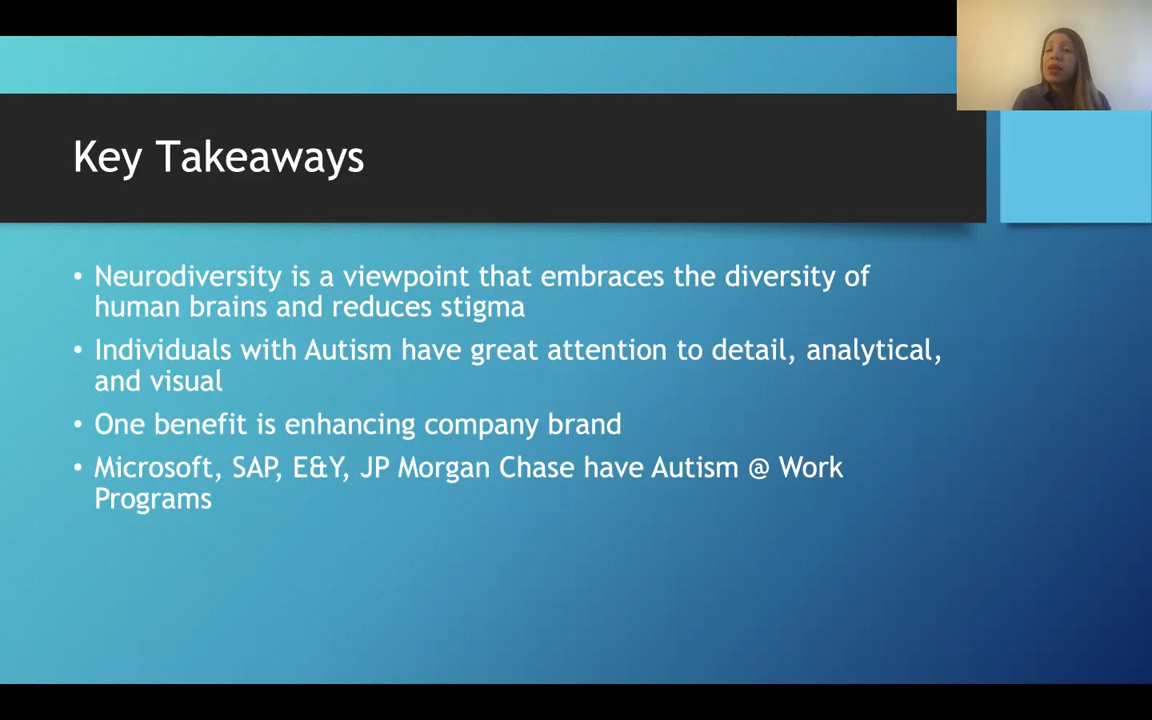 Key Takeaways
• Neurodiversity is a viewpoint that embraces the diversity of
human brains and reduces stigma
• Individuals with Autism have great attention to detail, analytical,
and visual
• One benefit is enhancing company brand
• Microsoft, SAP, E&Y, JP Morgan Chase have Autism @ Work
Programs